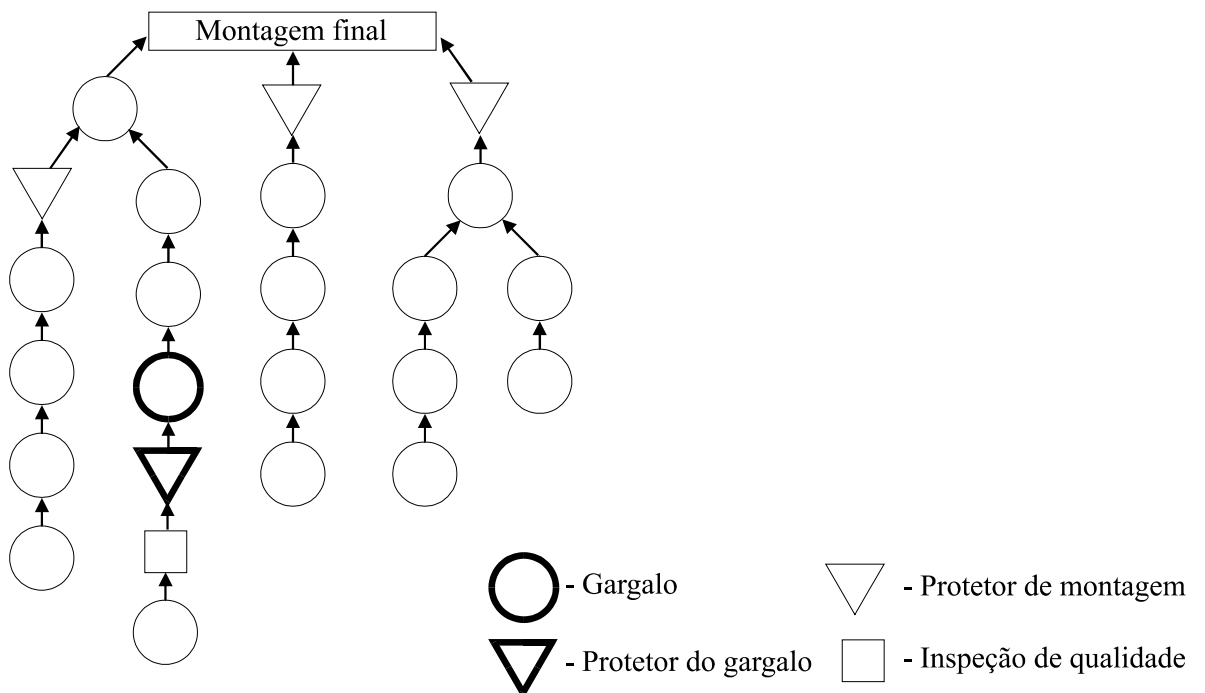 Montagem final
- Gargalo
- Protetor de montagem
- Protetor do gargalo
- Inspeção de qualidade